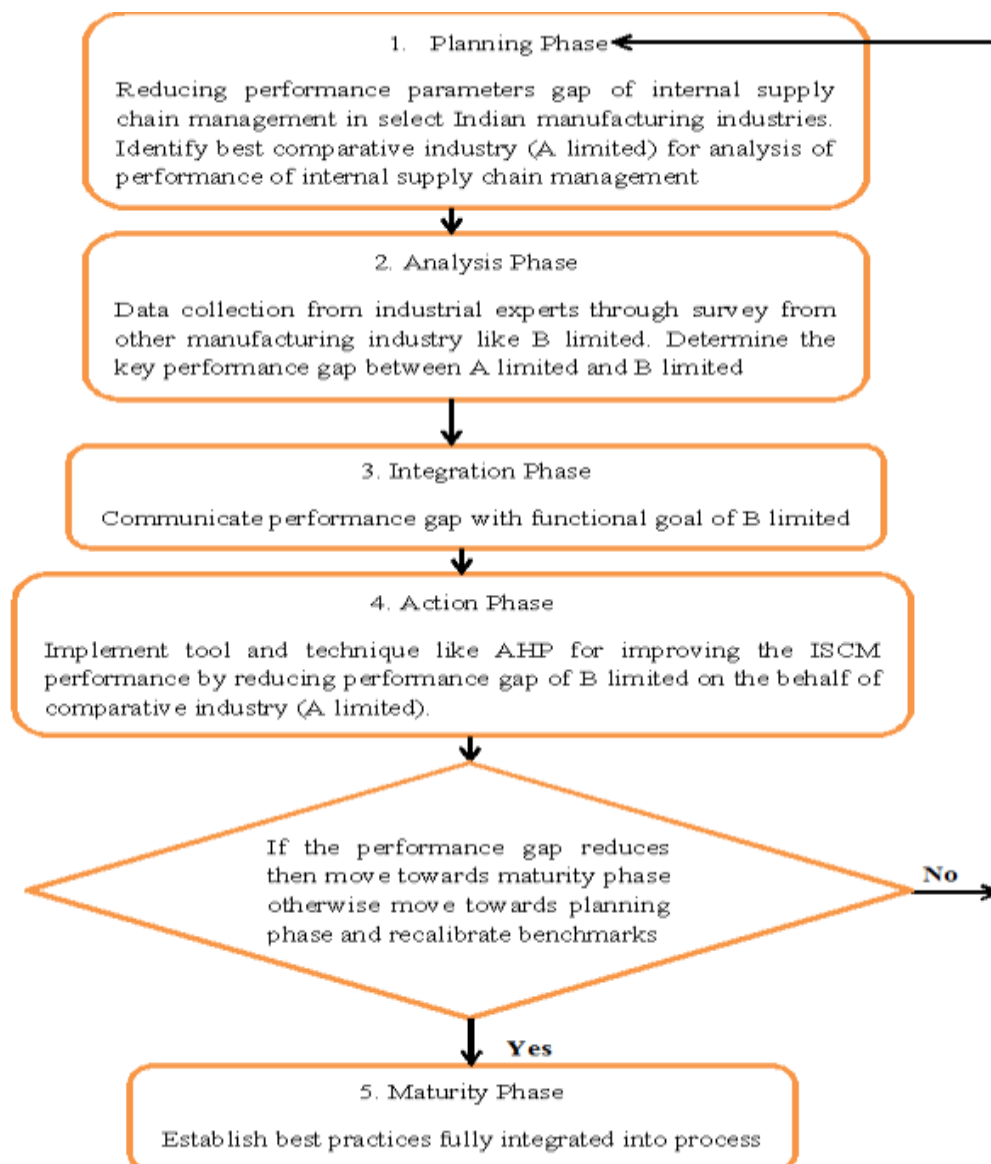 1. Planning Phase
Reducing performance parameters gap of internal supply
chain management in select Indian manufacturing industries.
Identify best comparative industry (A limited) for analysis of
performance of internal supply chain management
2. Analysis Phase
Data collection from industrial experts through survey from
other manufacturing industry like B limited. Determine the
key performance gap between A limited and B limited
3. Integration Phase
Communicate performance gap with functional goal of B limited
4. Action Phase
Implement tool and technique like AHP for improving the ISCM
performance by reducing performance gap of B limited on the behalf of
comparative industry (A limited).
If the performance gap reduces
then move towards maturity phase
otherwise move towards planning
phase and recalibrate benchmarks
No
Yes
5. Maturity Phase
Establish best practices fully integrated into process